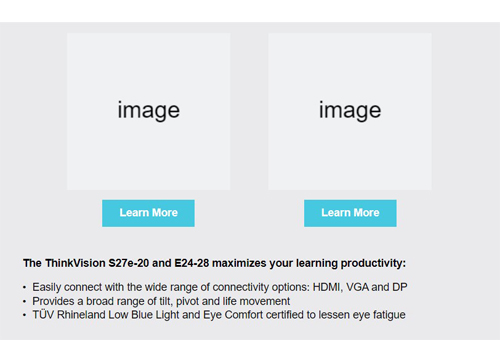 image image
Learn More Learn More
The ThinkVision S27e-20 and E24-28 maximizes your learning productivity:
• Easily connect with the wide range of connectivity options: HDMI, VGA and DP
• Provides a broad range of tilt, pivot and life movement
• TÜV Rhineland Low Blue Light and Eye Comfort certified to lessen eye fatigue